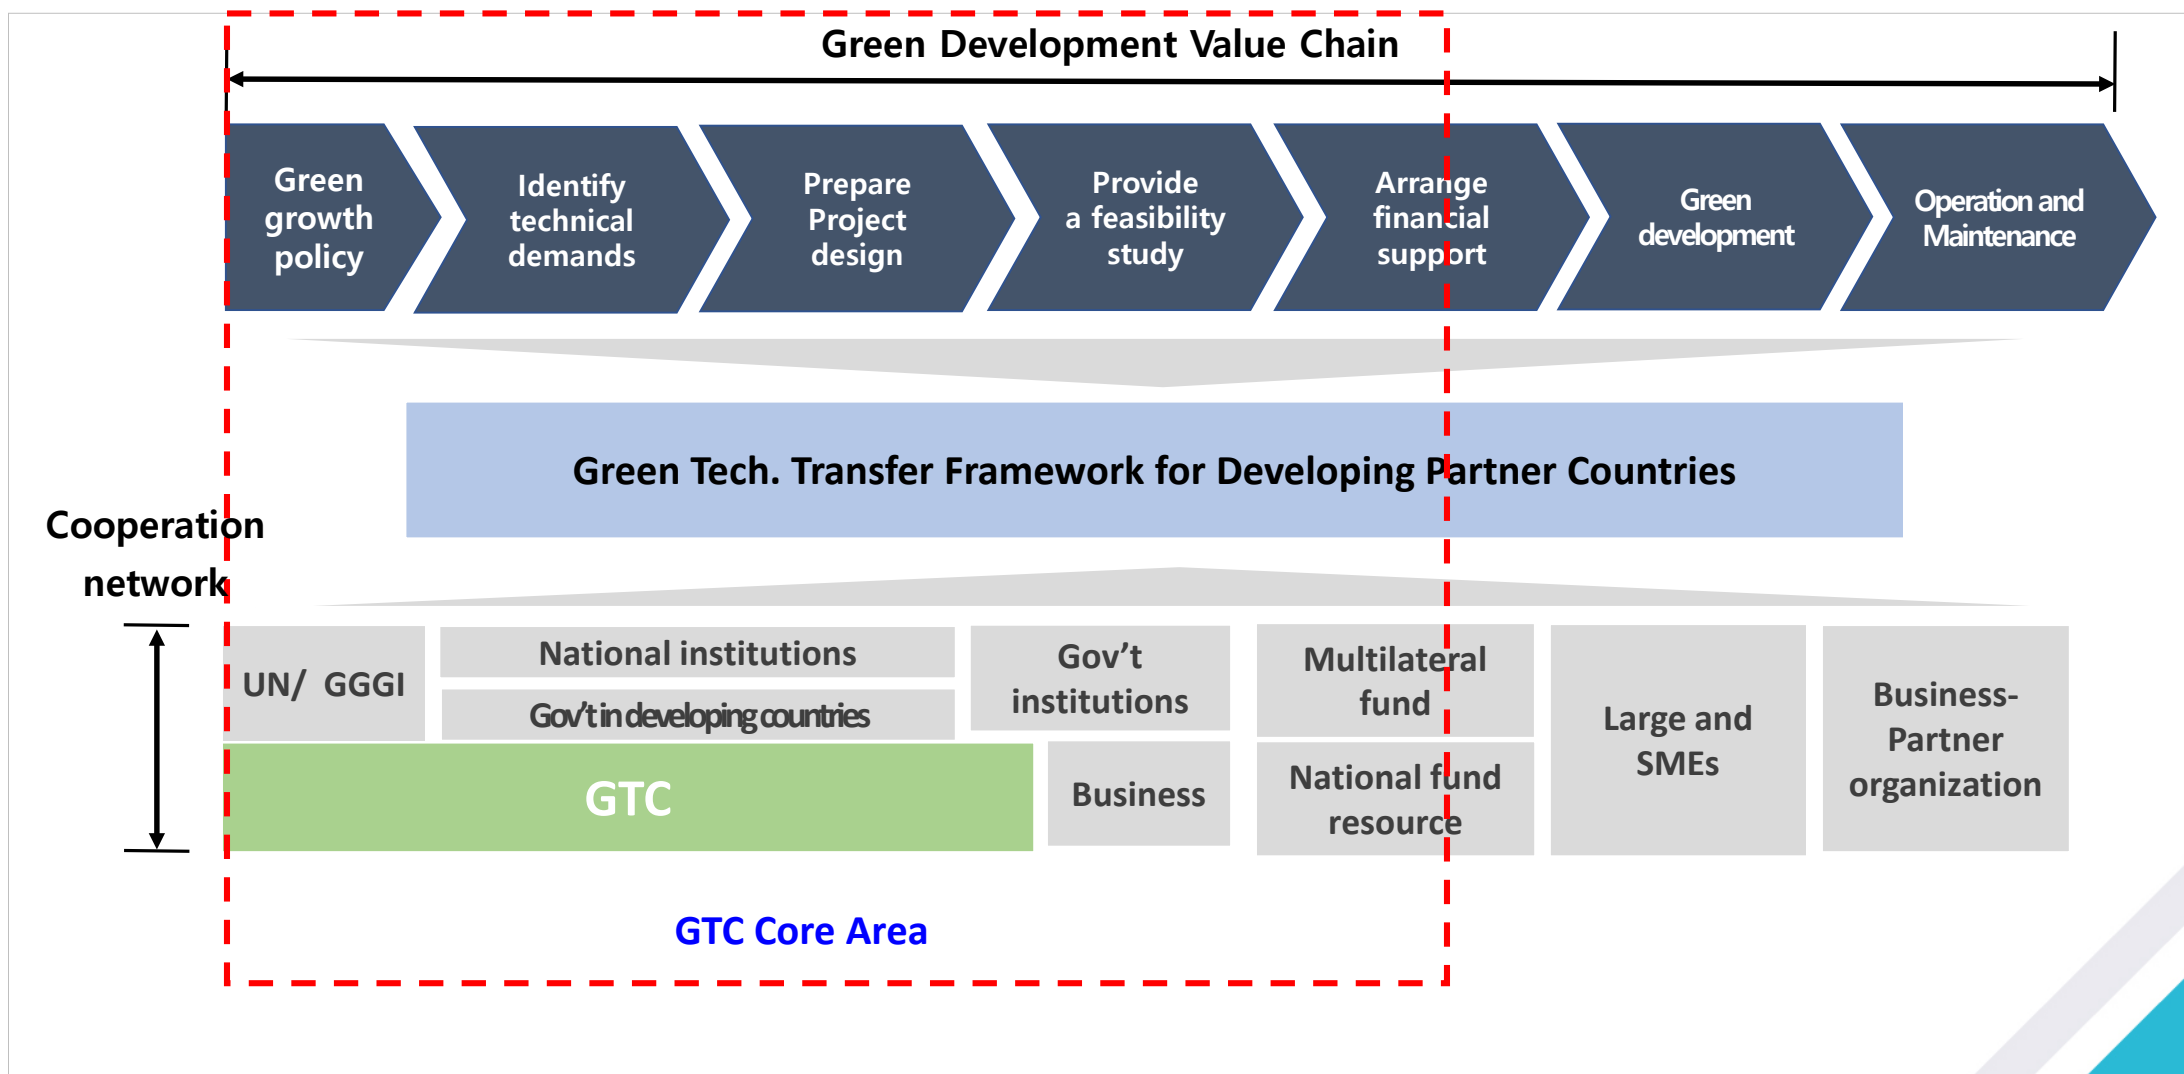 Green Development Value Chain
Green
growth
policy
Identify
technical
demands
Prepare
Project
design
Provide
a feasibility
study
Arrange
financial
support
Green
development
Operation and
Maintenance
Green Tech. Transfer Framework for Developing Partner Countries
Cooperation
network
UN/ GGGI
National institutions
Gov't in developing countries
Gov't
institutions
Multilateral
fund
Large and
SMEs
Business-
Partner
organization
GTC
Business
National fund
resource
GTC Core Area